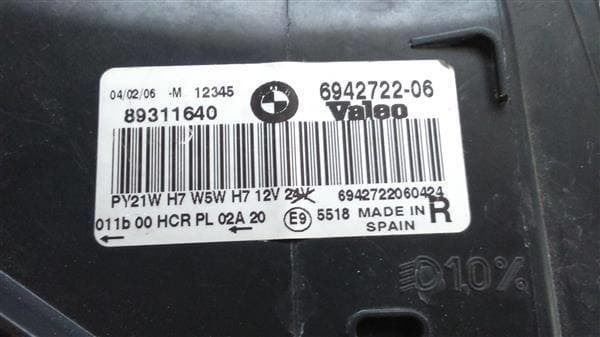 04/02/06 -M 12345
6942722-06
89311640
Valeo
PY21W H7 W5W H7 12V 24V
6942722060424
011b 00 HCR PL 02A 20
E9 5518 MADE IN SPAIN
R
10%